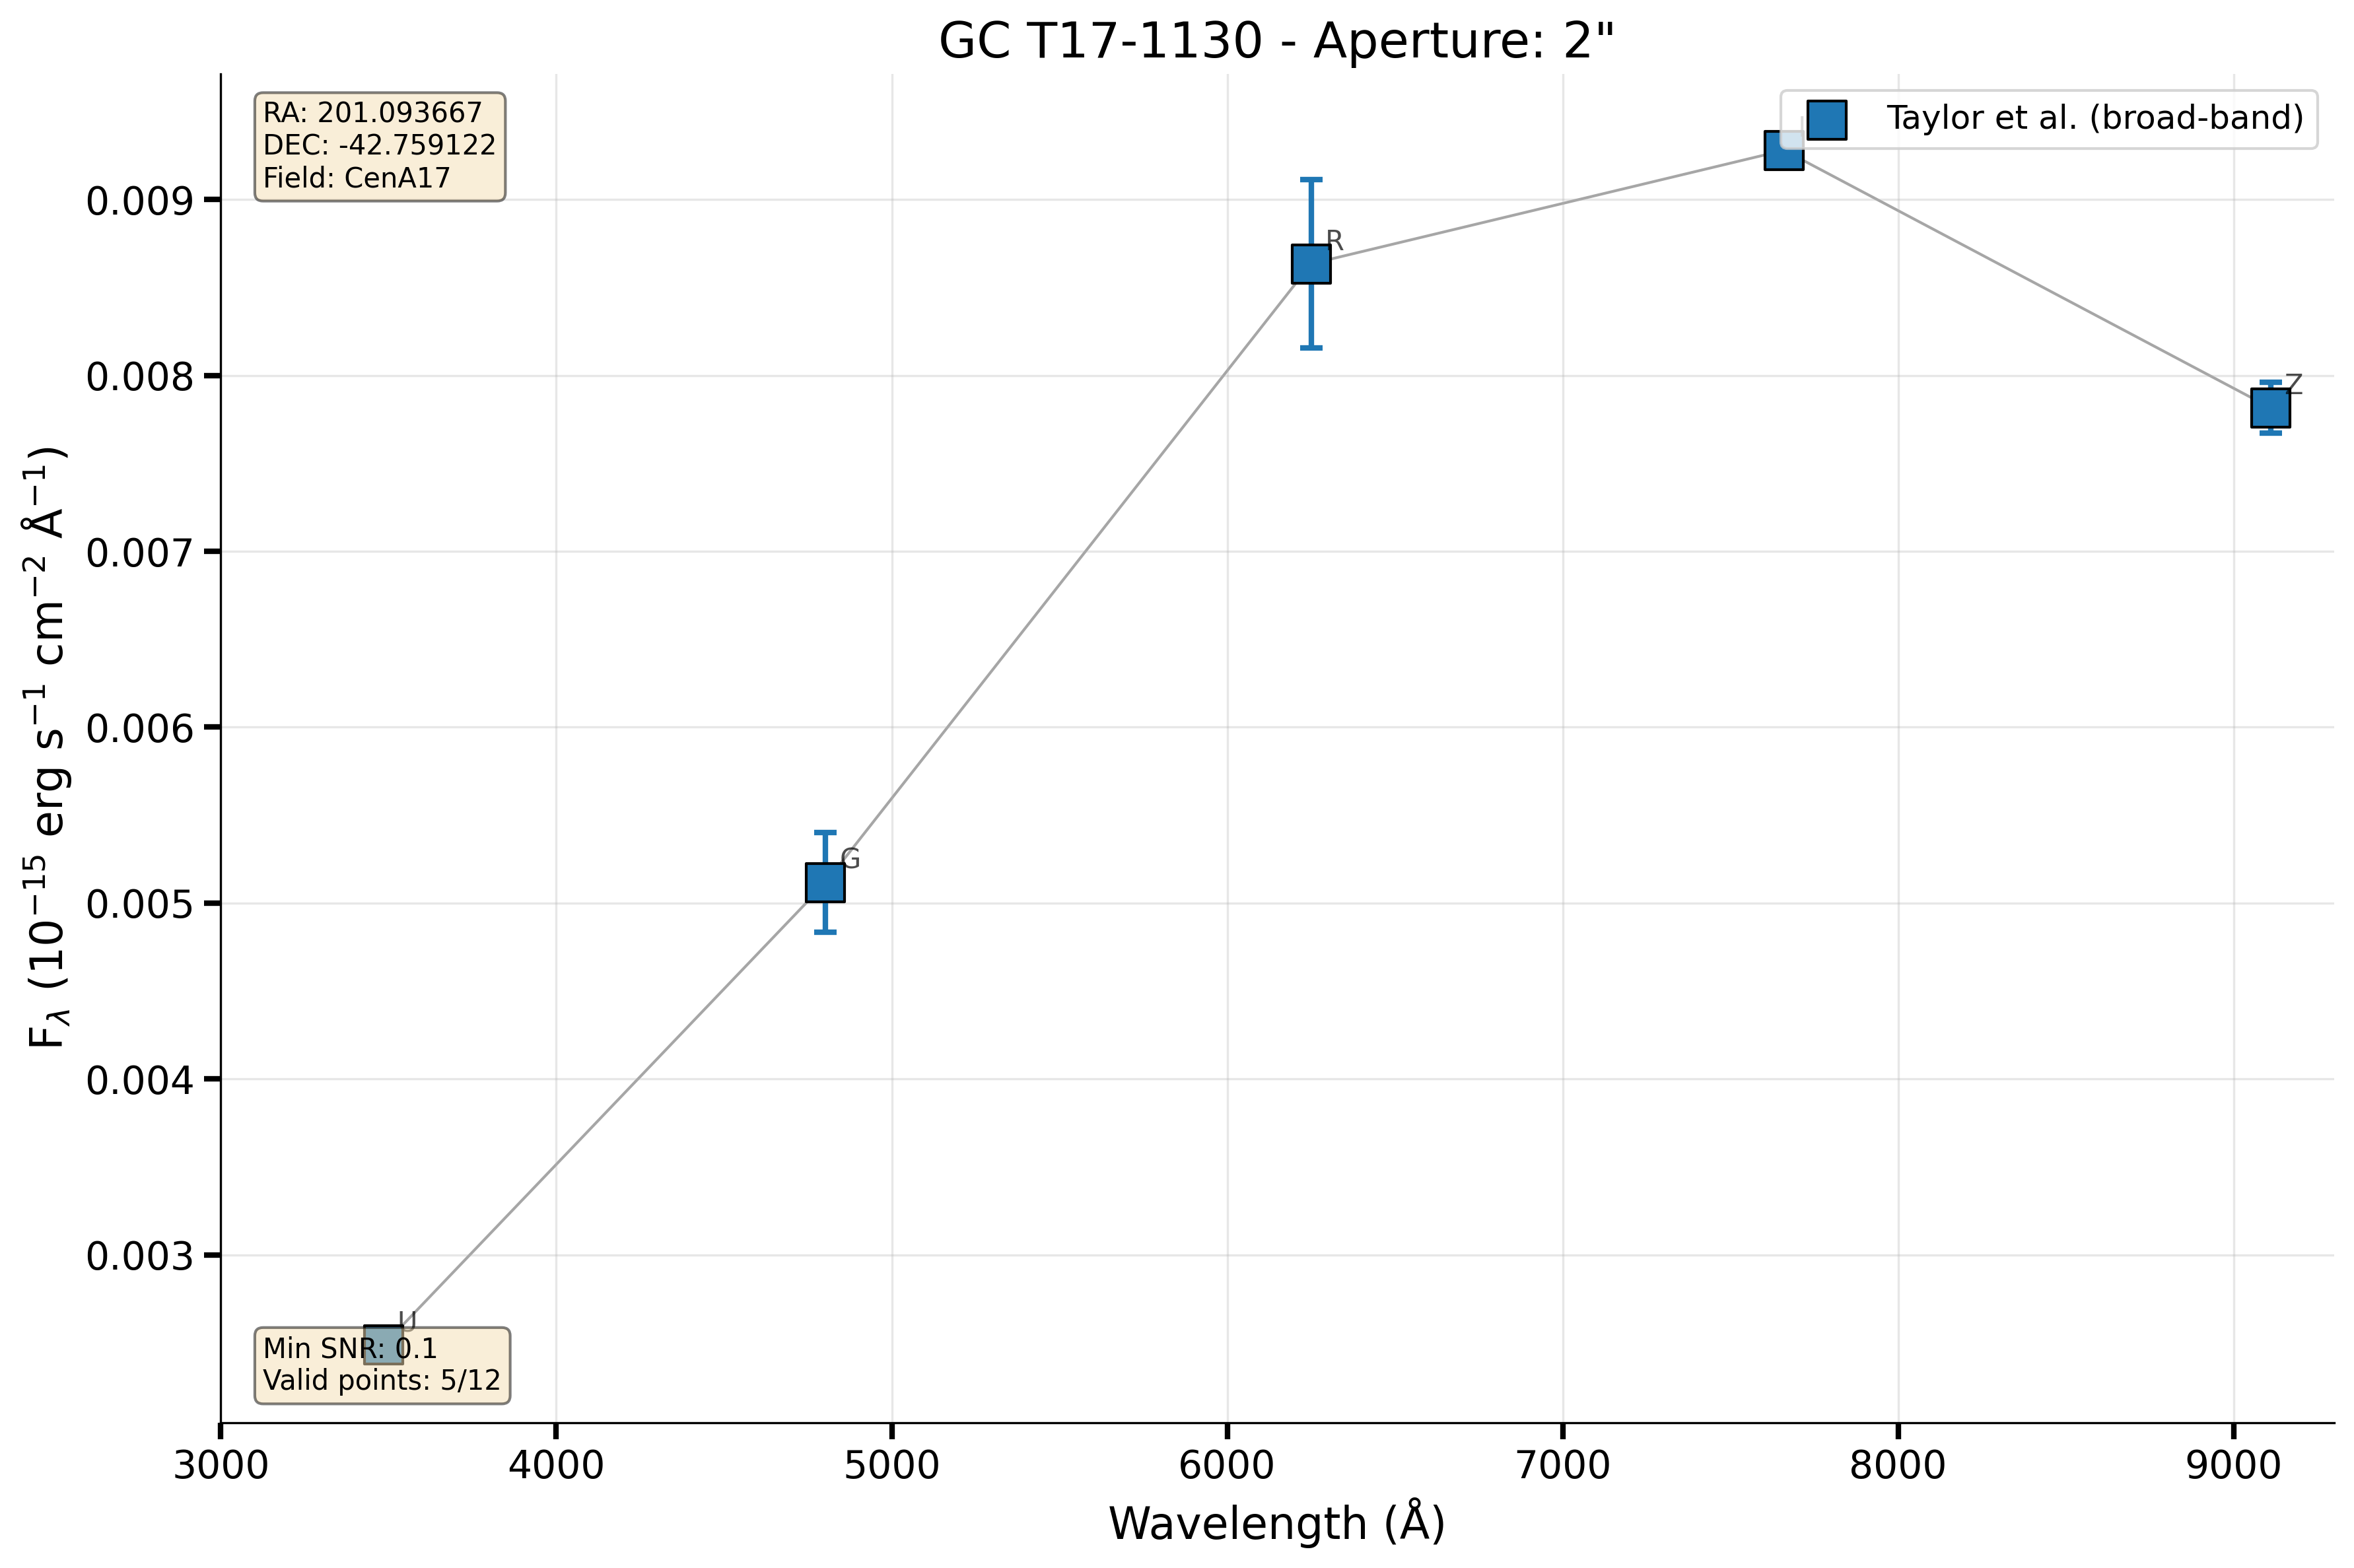 GC T17-1130 - Aperture: 2"
RA: 201.093667
DEC: -42.759122
Field: CenA17
Taylor et al. (broad-band)
0.009
0.008
0.007
0.006
0.005
0.004
0.003
F_λ (10⁻¹⁵ erg s⁻¹ cm⁻² Å⁻¹)
U
G
R
I
Z
Min SNR: 0.1
Valid points: 5/12
3000 4000 5000 6000 7000 8000 9000
Wavelength (Å)